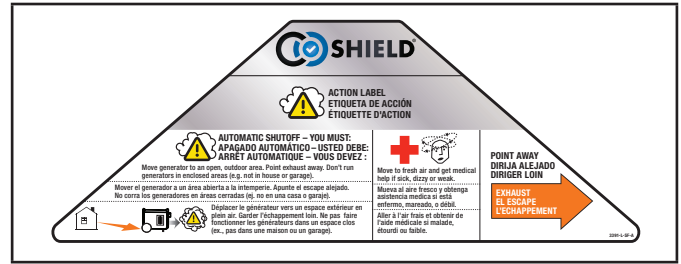 CO SHIELD®
ACTION LABEL
ETIQUETA DE ACCIÓN
ÉTIQUETTE D'ACTION
AUTOMATIC SHUTOFF – YOU MUST:
APAGADO AUTOMÁTICO – USTED DEBE:
ARRÊT AUTOMATIQUE – VOUS DEVEZ :
Move generator to an open, outdoor area. Point exhaust away. Don't run
generators in enclosed areas (e.g. not in house or garage).
Mover el generador a un área abierta a la intemperie. Apunte el escape alejado.
No corra los generadores en áreas cerradas (ej, no en una casa o garaje).
Déplacer le générateur vers un espace extérieur en
plein air. Garder l'échappement loin. Ne pas faire
fonctionner les générateurs dans un espace clos
(ex., pas dans une maison ou un garage).
Move to fresh air and get medical
help if sick, dizzy or weak.
Mueva al aire fresco y obtenga
asistencia medica si está
enfermo, mareado, o débil.
Aller à l'air frais et obtenir de
l'aide médicale si malade,
étourdi ou faible.
POINT AWAY
DIRIJA ALEJADO
DIRIGER LOIN
EXHAUST
EL ESCAPE
L'ECHAPPEMENT
3291-L-SF-A